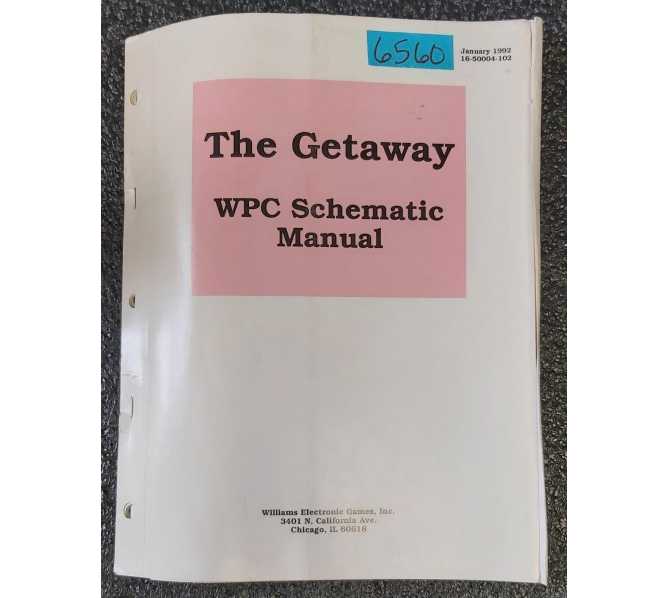 6560
January 1992
16-50004-102
The Getaway
WPC Schematic
Manual
Williams Electronic Games, Inc.
3401 N. California Ave.
Chicago, IL 60618